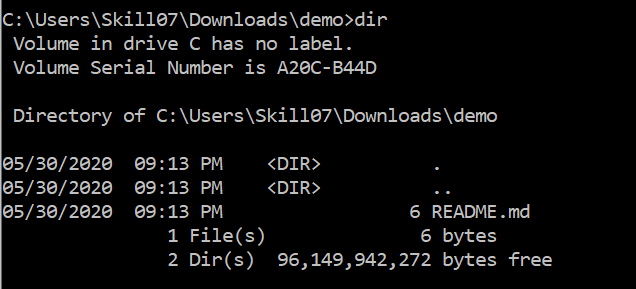 C:\Users\Skill07\Downloads\demo>dir
 Volume in drive C has no label.
 Volume Serial Number is A20C-B44D

 Directory of C:\Users\Skill07\Downloads\demo

05/30/2020  09:13 PM    <DIR>          .
05/30/2020  09:13 PM    <DIR>          ..
05/30/2020  09:13 PM                 6 README.md
               1 File(s)              6 bytes
               2 Dir(s)  96,149,942,272 bytes free